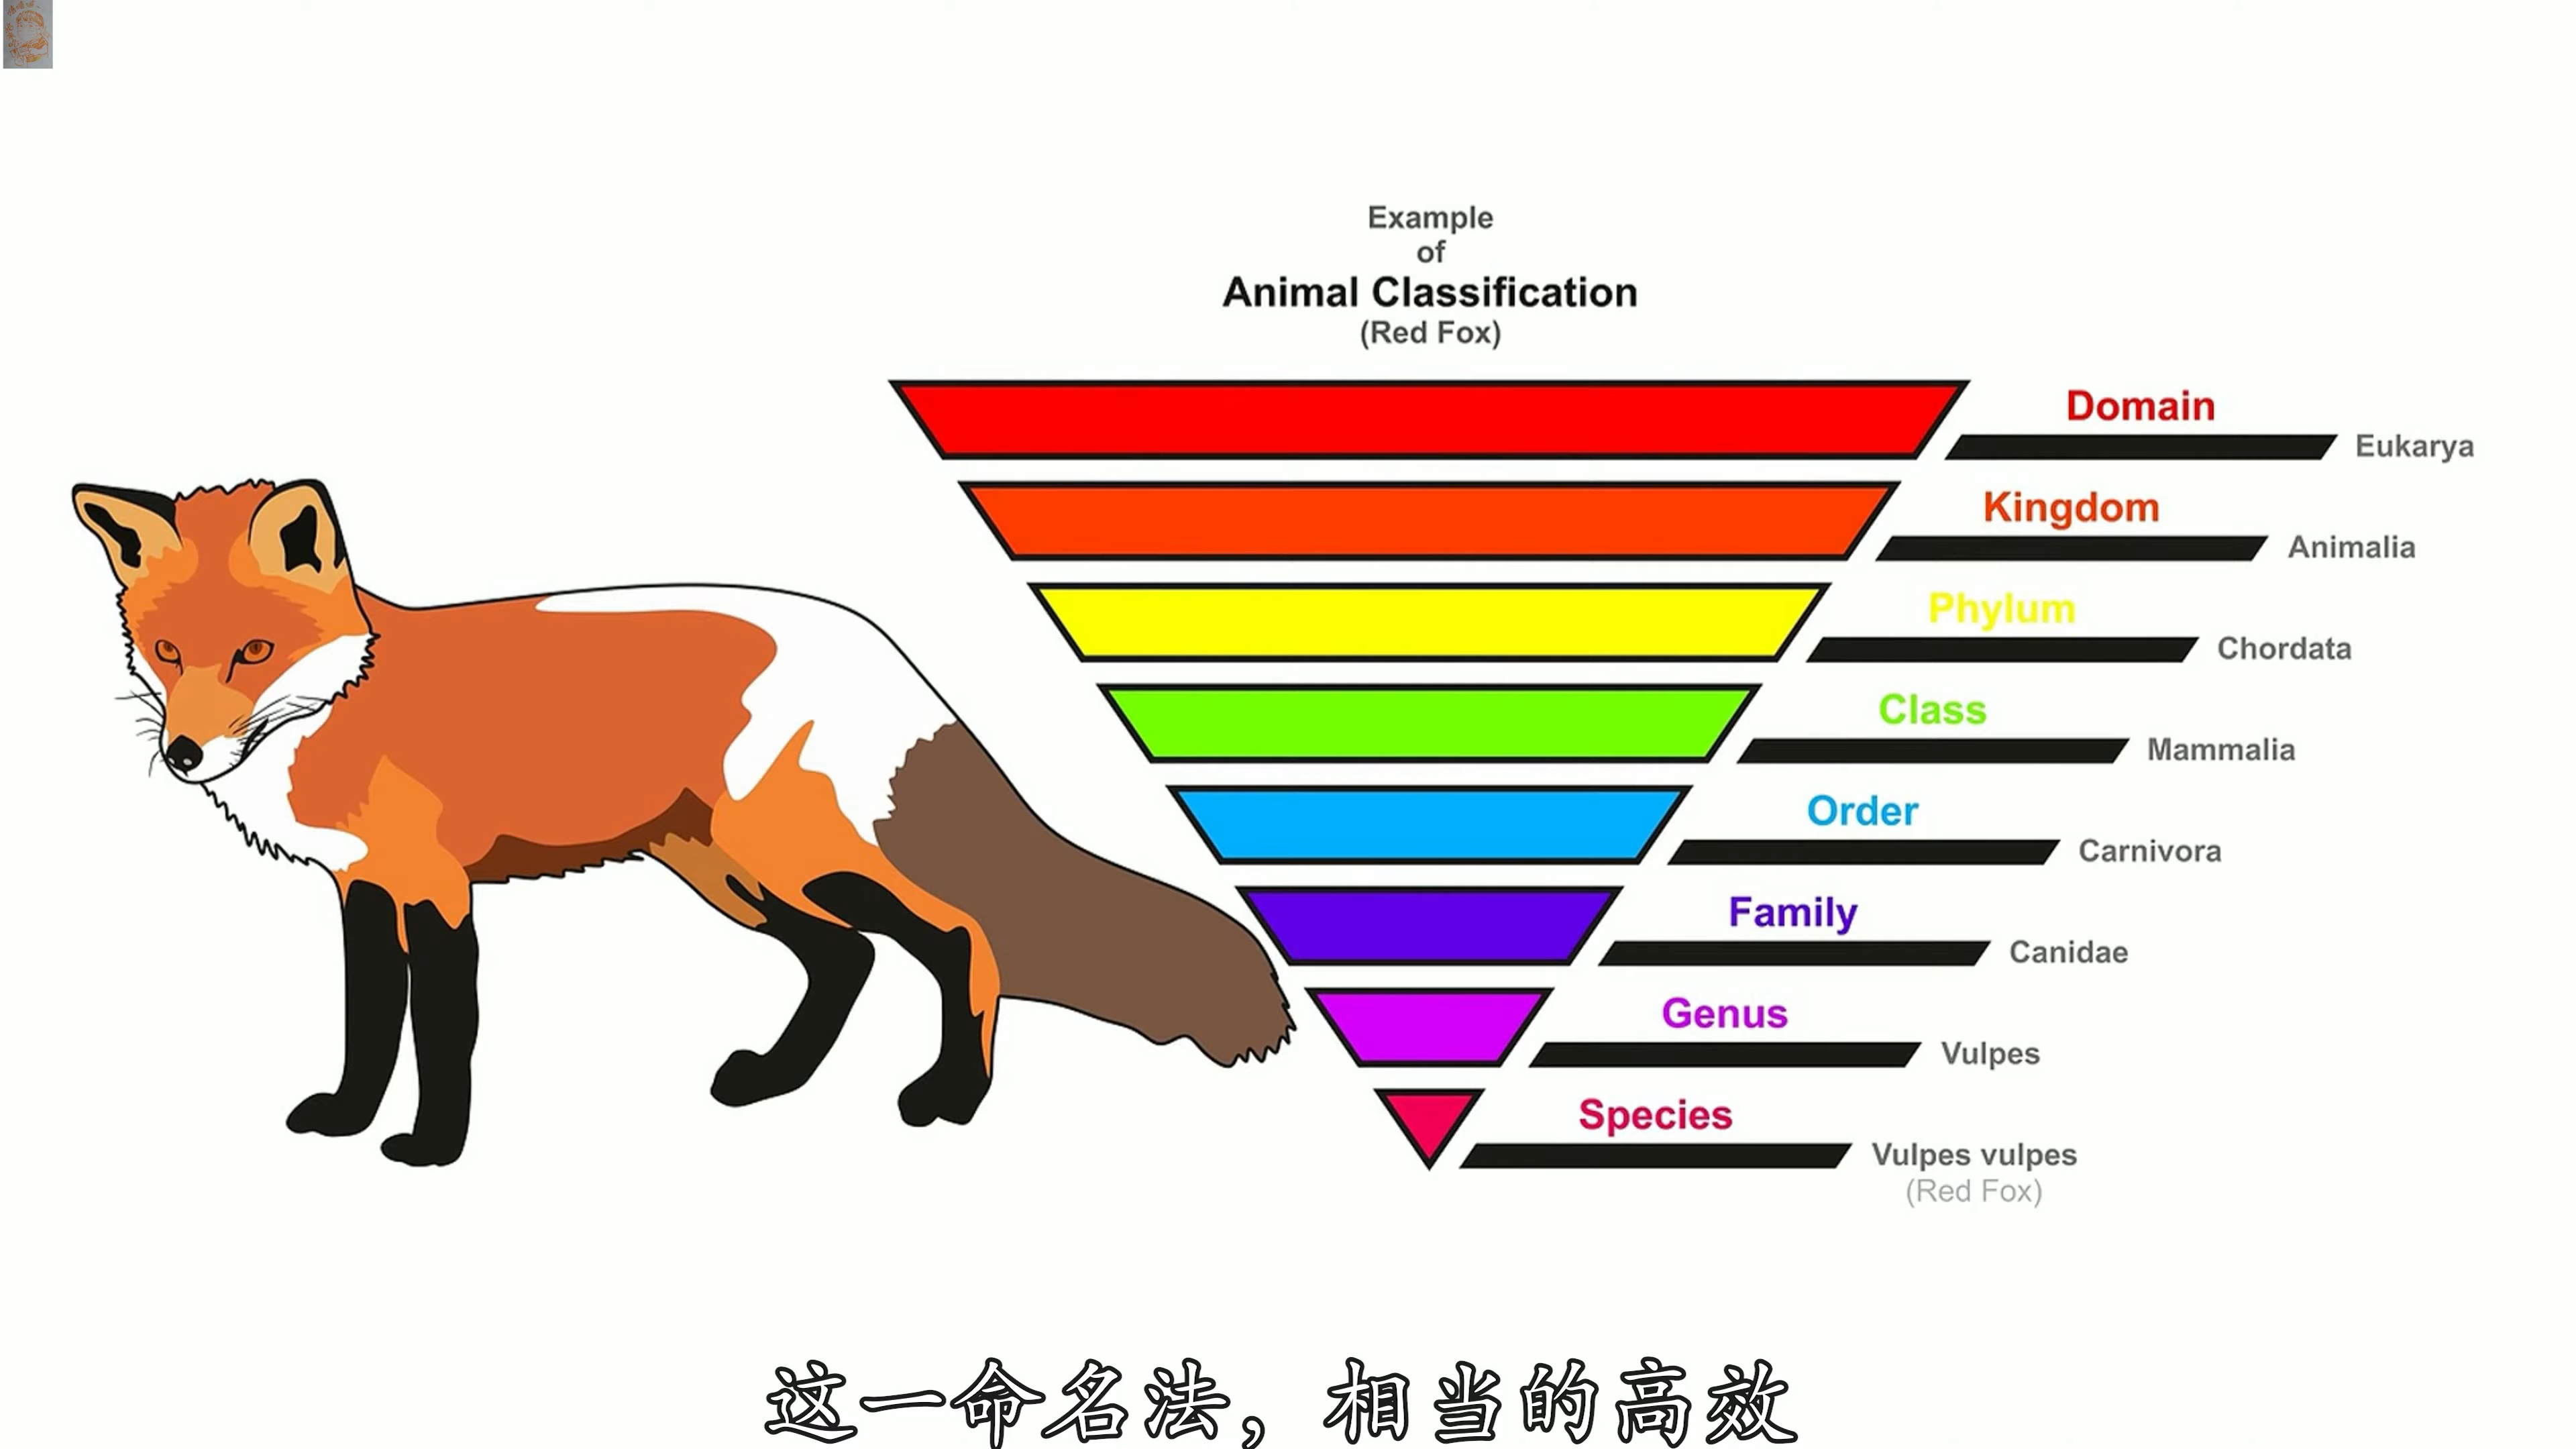 Example
of
Animal Classification
(Red Fox)
Domain
Eukarya
Kingdom
Animalia
Phylum
Chordata
Class
Mammalia
Order
Carnivora
Family
Canidae
Genus
Vulpes
Species
Vulpes vulpes
(Red Fox)
这一命名法，相当的高效